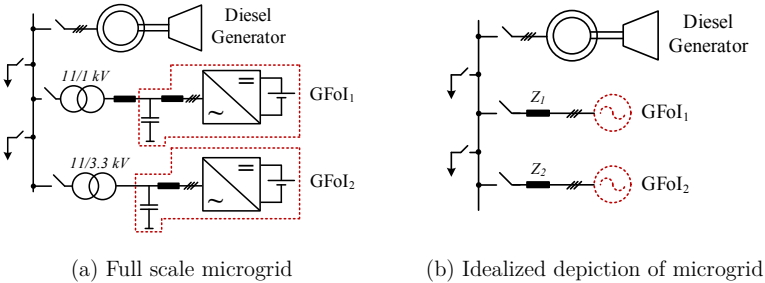 Diesel
Generator
11/1 kV
GFoI₁
11/3.3 kV
GFoI₂
(a) Full scale microgrid
Diesel
Generator
Z₁
GFoI₁
Z₂
GFoI₂
(b) Idealized depiction of microgrid